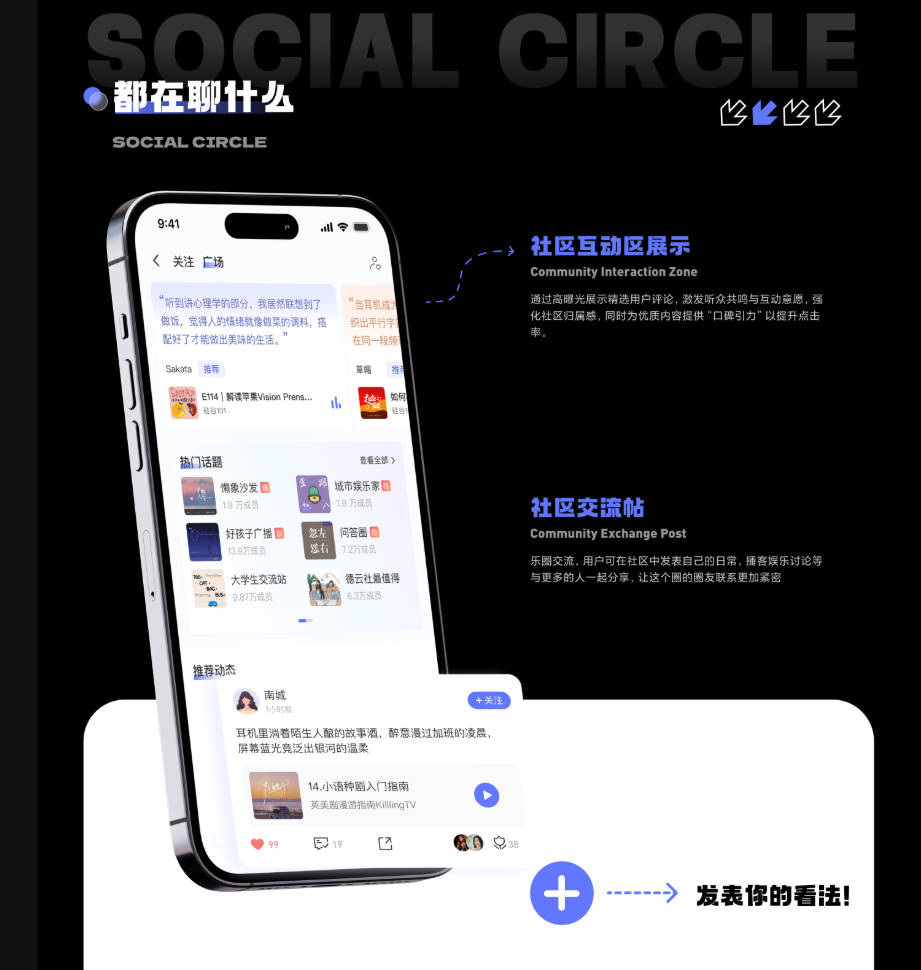 SOCIAL CIRCLE
都在聊什么
SOCIAL CIRCLE
9:41
关注 广场
“听到讲心理学的部分，我居然联想到了
做饭，觉得人的情绪就像做菜的调料，搭
配好了才能做出美味的生活。”
Sakata 推荐
E114｜解读苹果Vision Prens...
硅谷101
“当耳机成为
织出平行宇
在同一段频
草帽 推荐
如何
硅谷1
热门话题
查看全部
懒象沙发
1.9 万成员
城市娱乐家 热
1.9 万成员
好孩子广播
13.9万成员
问答圈 热
7.2万成员
忽左
忽右
大学生交流站
9.87万成员
德云社最值得
6.3万成员
推荐动态
南城
1小时前
+关注
耳机里淌着陌生人酿的故事酒，醉意漫过加班的凌晨，
屏幕蓝光竟泛出银河的温柔
14.小语种剧入门指南
英美剧漫游指南KilllingTV
99
19
38
社区互动区展示
Community Interaction Zone
通过高曝光展示精选用户评论，激发听众共鸣与互动意愿，强
化社区归属感，同时为优质内容提供“口碑引力”以提升点击
率。
社区交流帖
Community Exchange Post
乐圈交流，用户可在社区中发表自己的日常，播客娱乐讨论等
与更多的人一起分享，让这个圈的圈友联系更加紧密
发表你的看法！